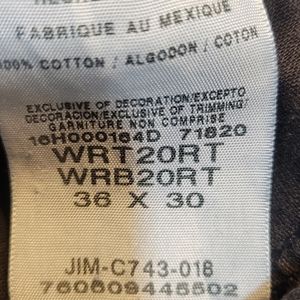 FABRIQUE AU MEXIQUE
100% COTTON / ALGODON / COTON
EXCLUSIVE OF DECORATION/EXCEPTO
DECORACION/EXCLUSIVE OF TRIMMING/
GARNITURE NON COMPRISE
16H000164D 71820
WRT20RT
WRB20RT
36 X 30
JIM-C743-018
760609445502